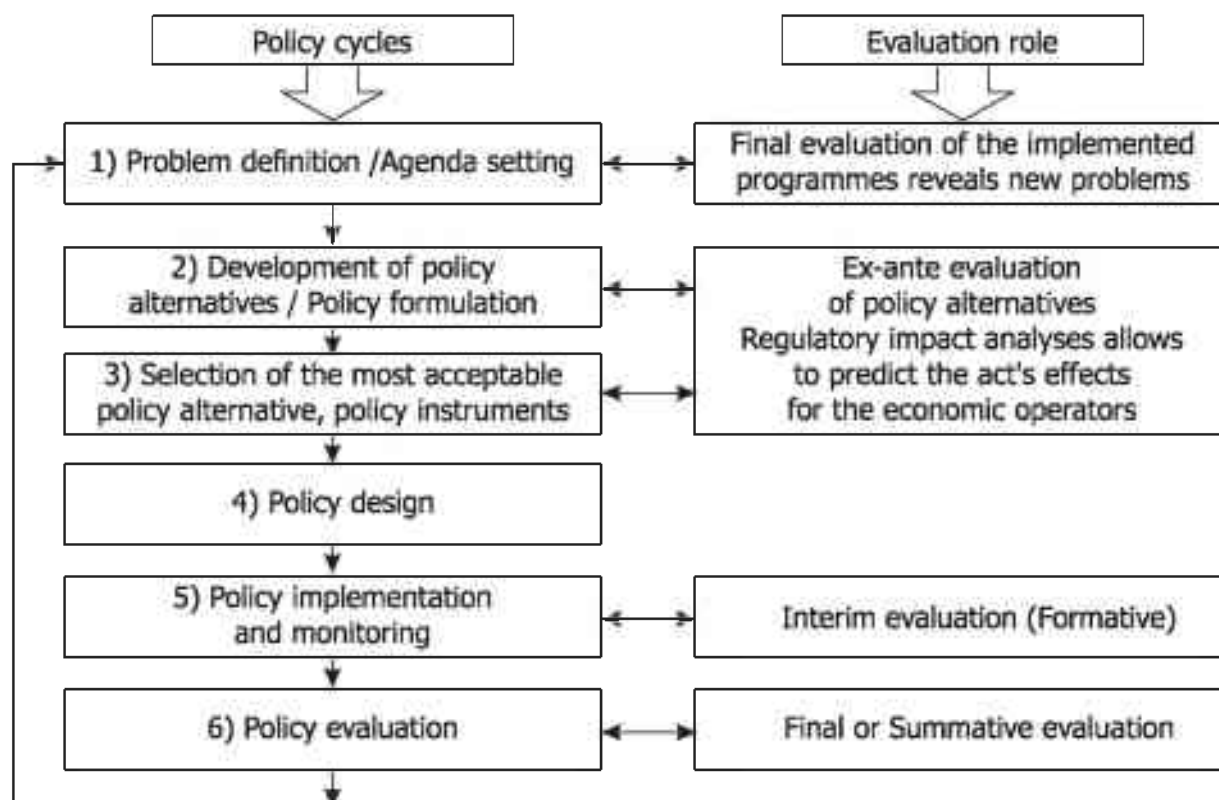 Policy cycles
Evaluation role
1) Problem definition /Agenda setting
Final evaluation of the implemented
programmes reveals new problems
2) Development of policy
alternatives / Policy formulation
Ex-ante evaluation
of policy alternatives
Regulatory impact analyses allows
to predict the act's effects
for the economic operators
3) Selection of the most acceptable
policy alternative, policy instruments
4) Policy design
5) Policy implementation
and monitoring
Interim evaluation (Formative)
6) Policy evaluation
Final or Summative evaluation